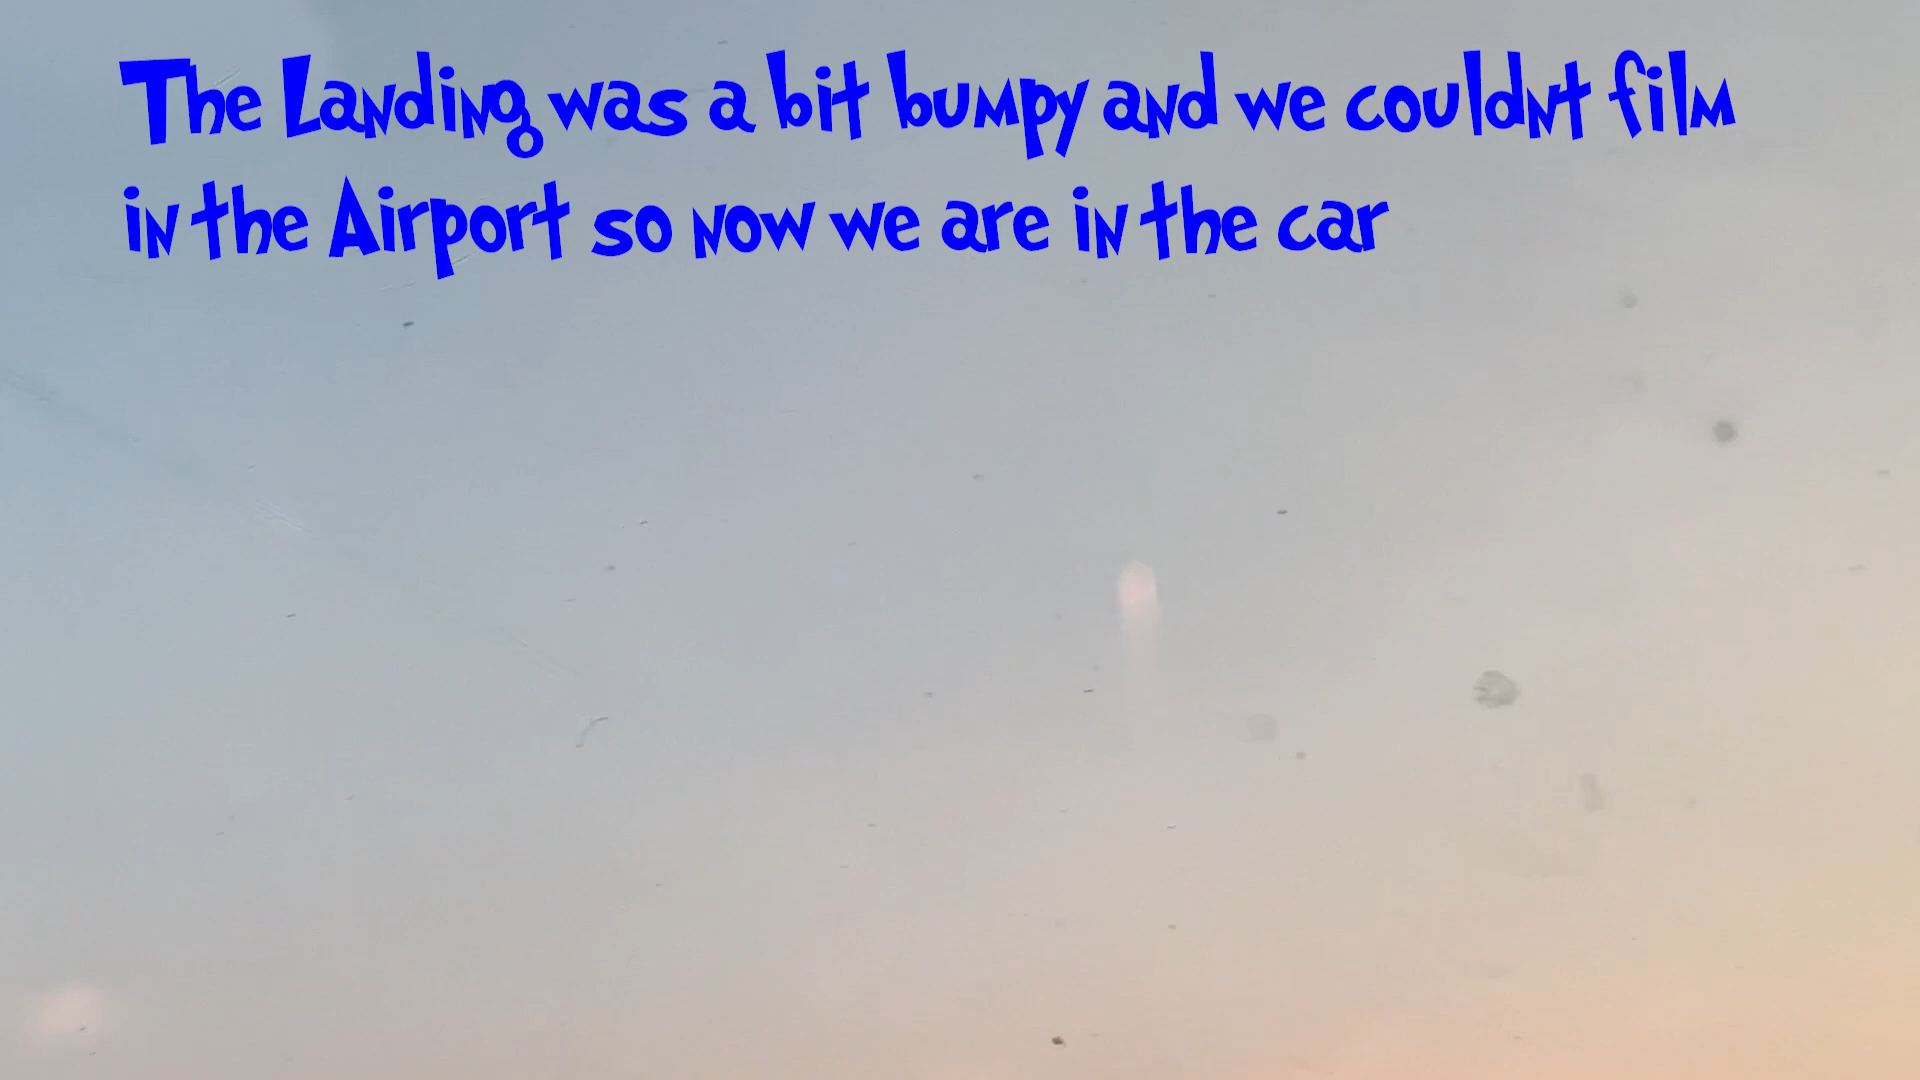 The Landing was a bit bumpy and we couldnt film
in the Airport so now we are in the car